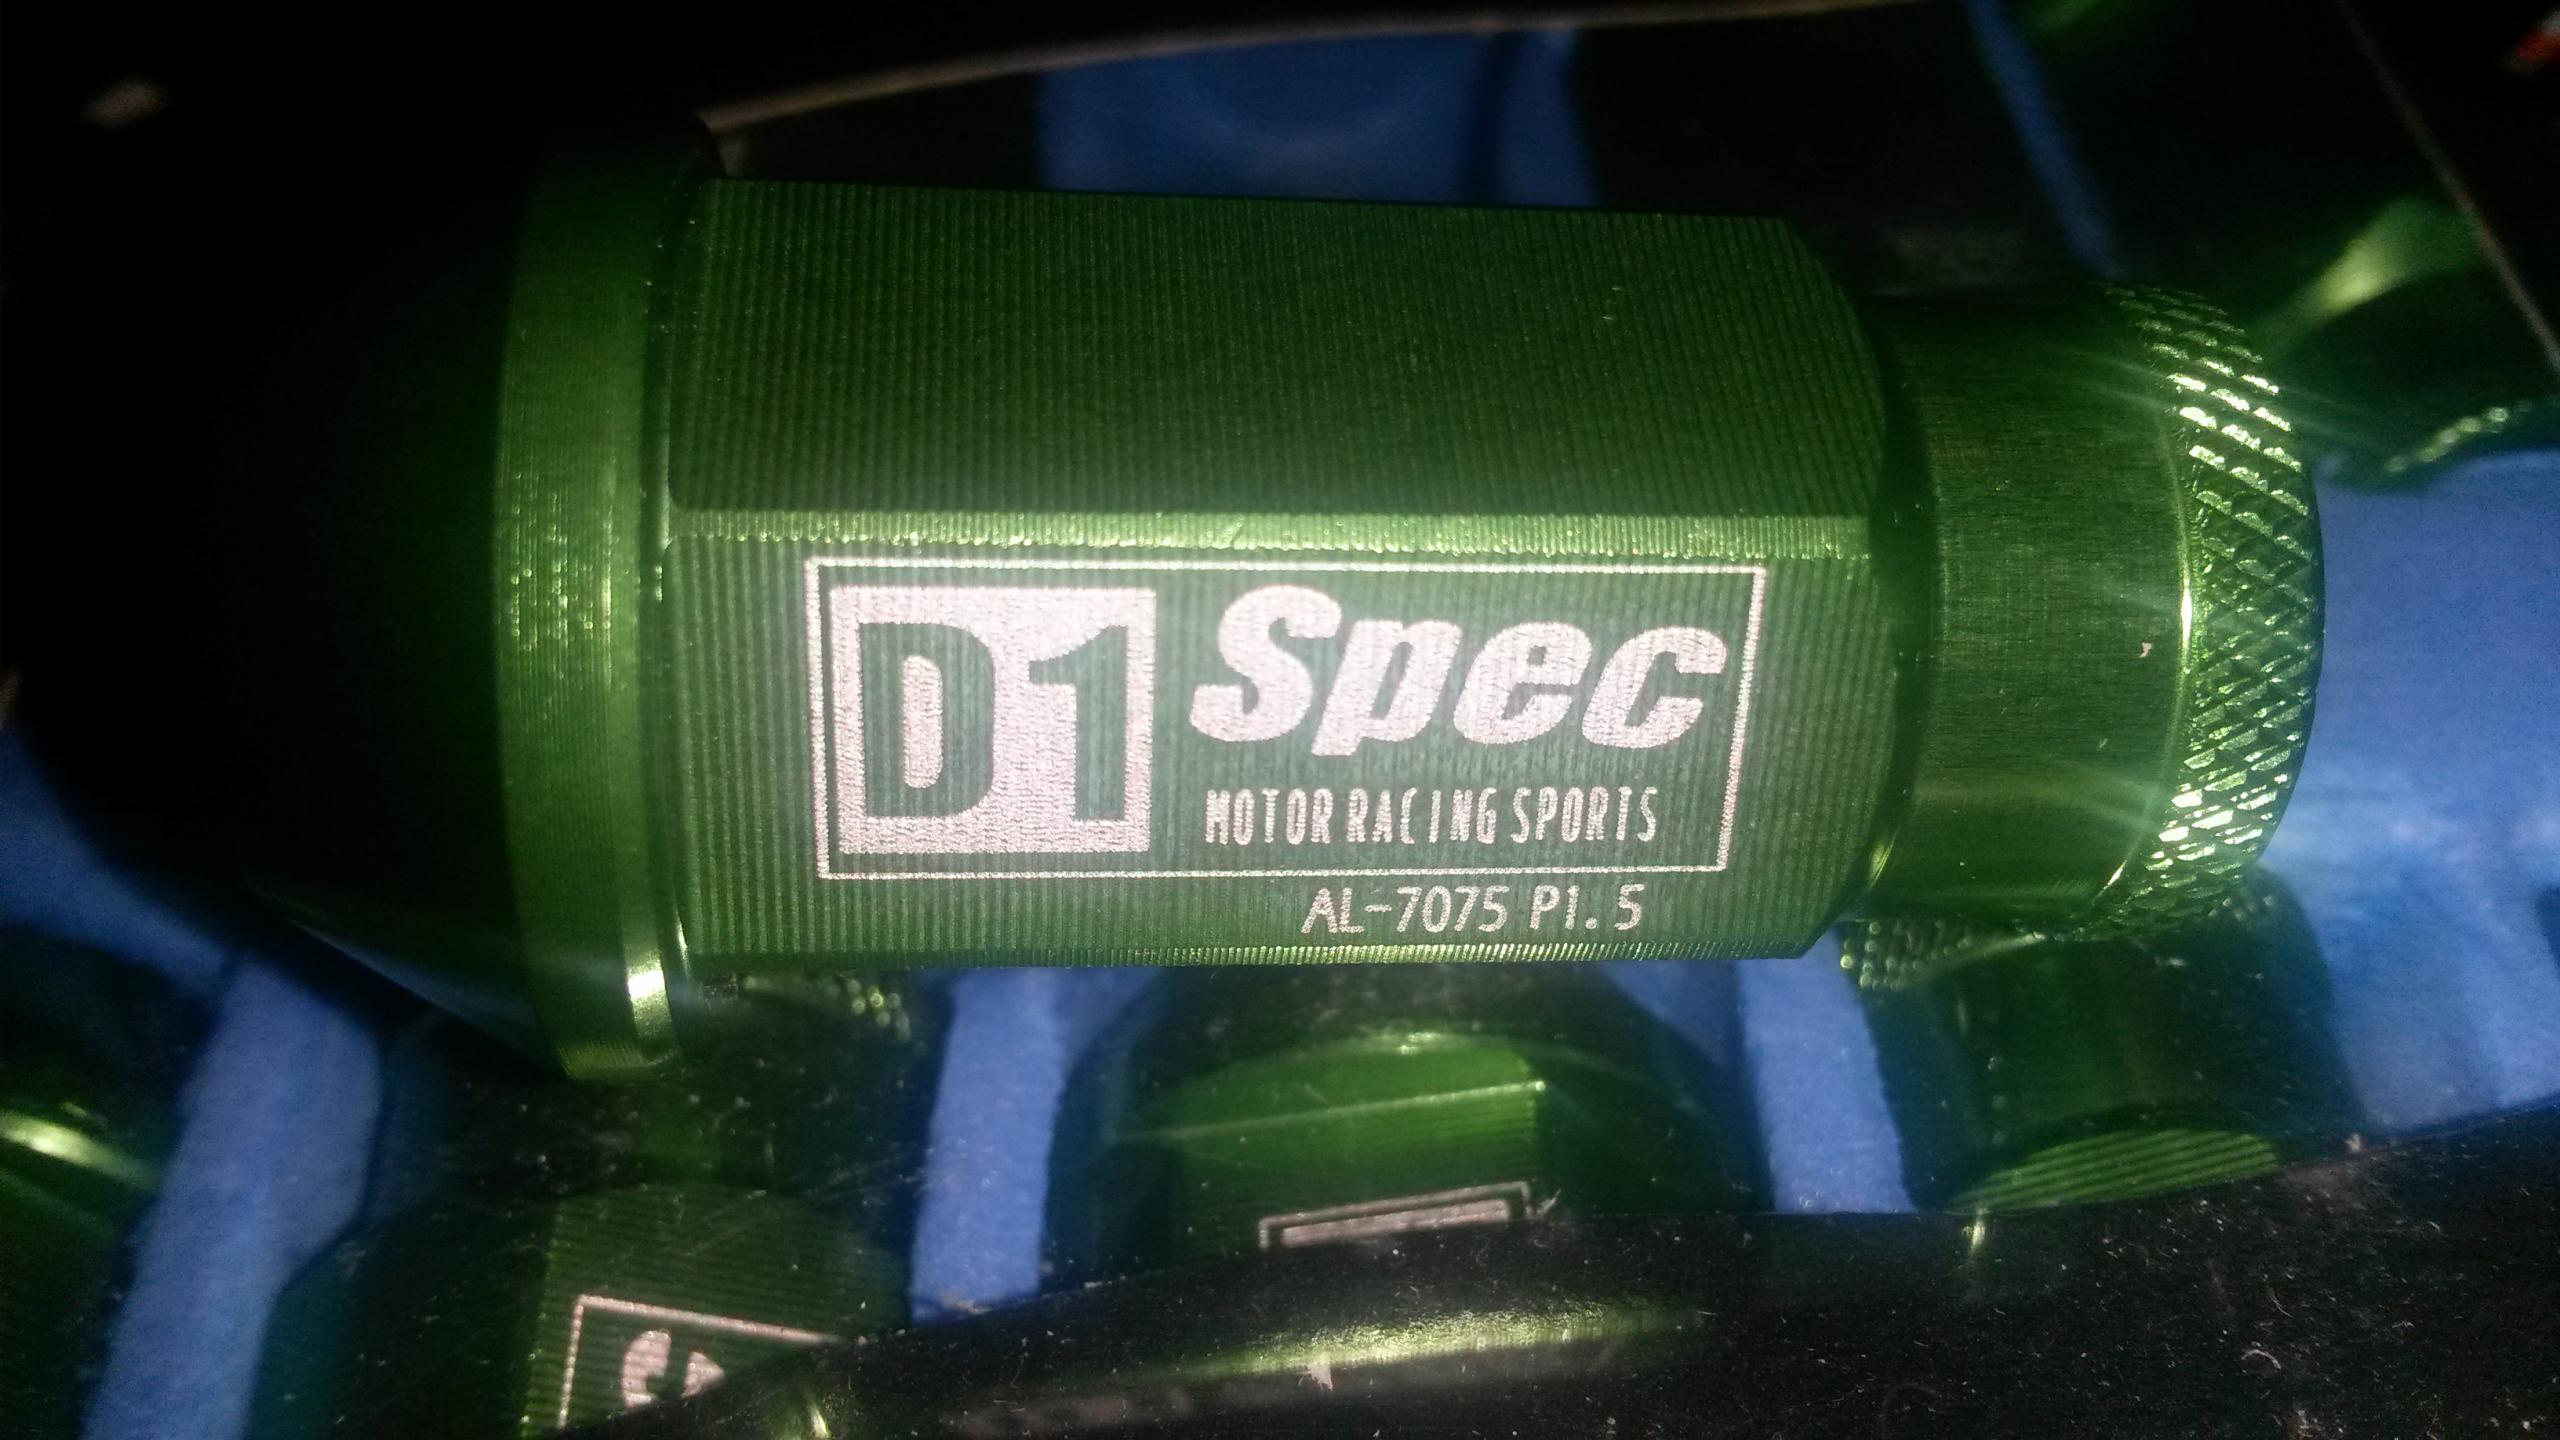 D1 Spec
MOTOR RACING SPORTS
AL-7075 P1.5